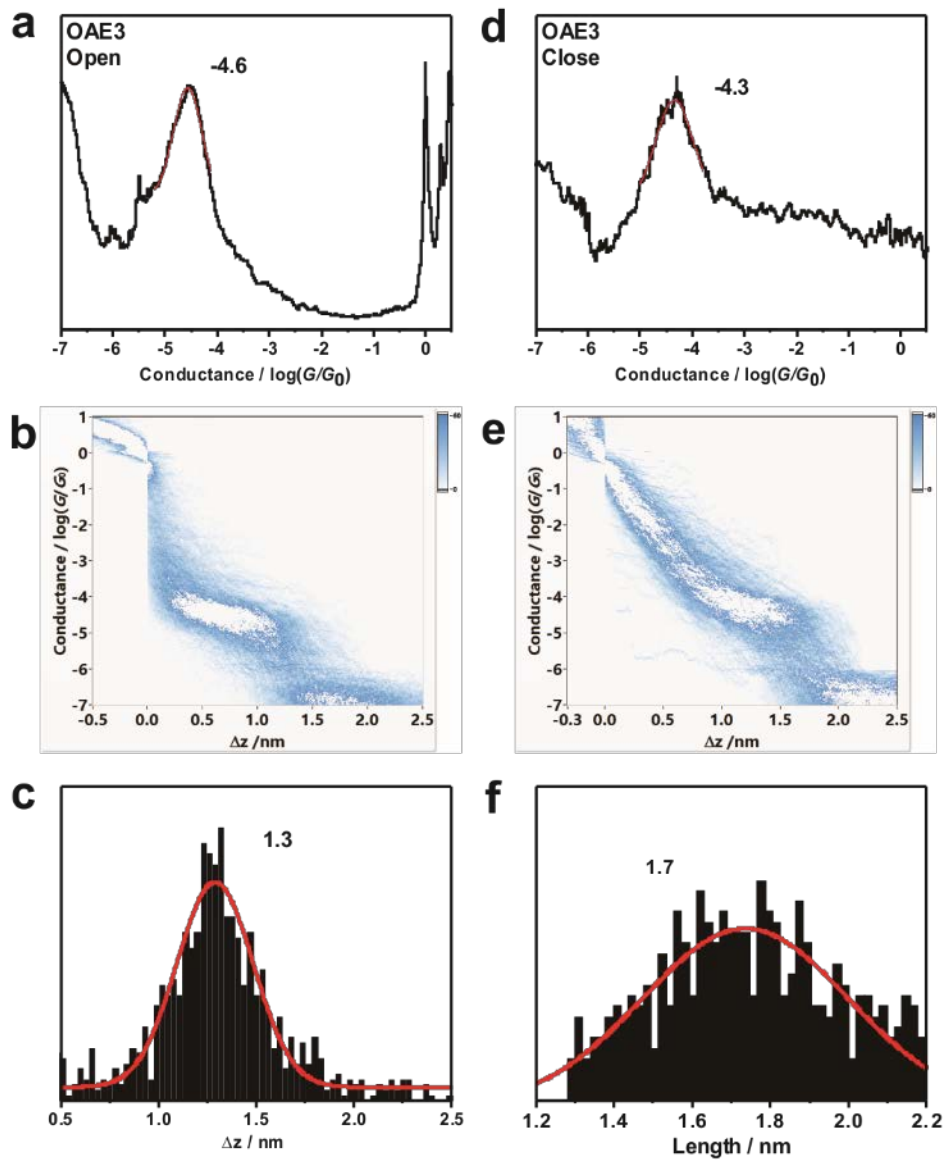 a
OAE3
Open
-4.6
-7 -6 -5 -4 -3 -2 -1 0
Conductance / log(G/G0)
d
OAE3
Close
-4.3
-7 -6 -5 -4 -3 -2 -1 0
Conductance / log(G/G0)
b
Conductance / log(G/G0)
1
0
-1
-2
-3
-4
-5
-6
-7
-0.5 0.0 0.5 1.0 1.5 2.0 2.5
Δz /nm
e
Conductance / log(G/G0)
1
0
-1
-2
-3
-4
-5
-6
-7
-0.3 0.0 0.5 1.0 1.5 2.0 2.5
Δz /nm
c
1.3
0.5 1.0 1.5 2.0 2.5
Δz / nm
f
1.7
1.2 1.4 1.6 1.8 2.0 2.2
Length / nm